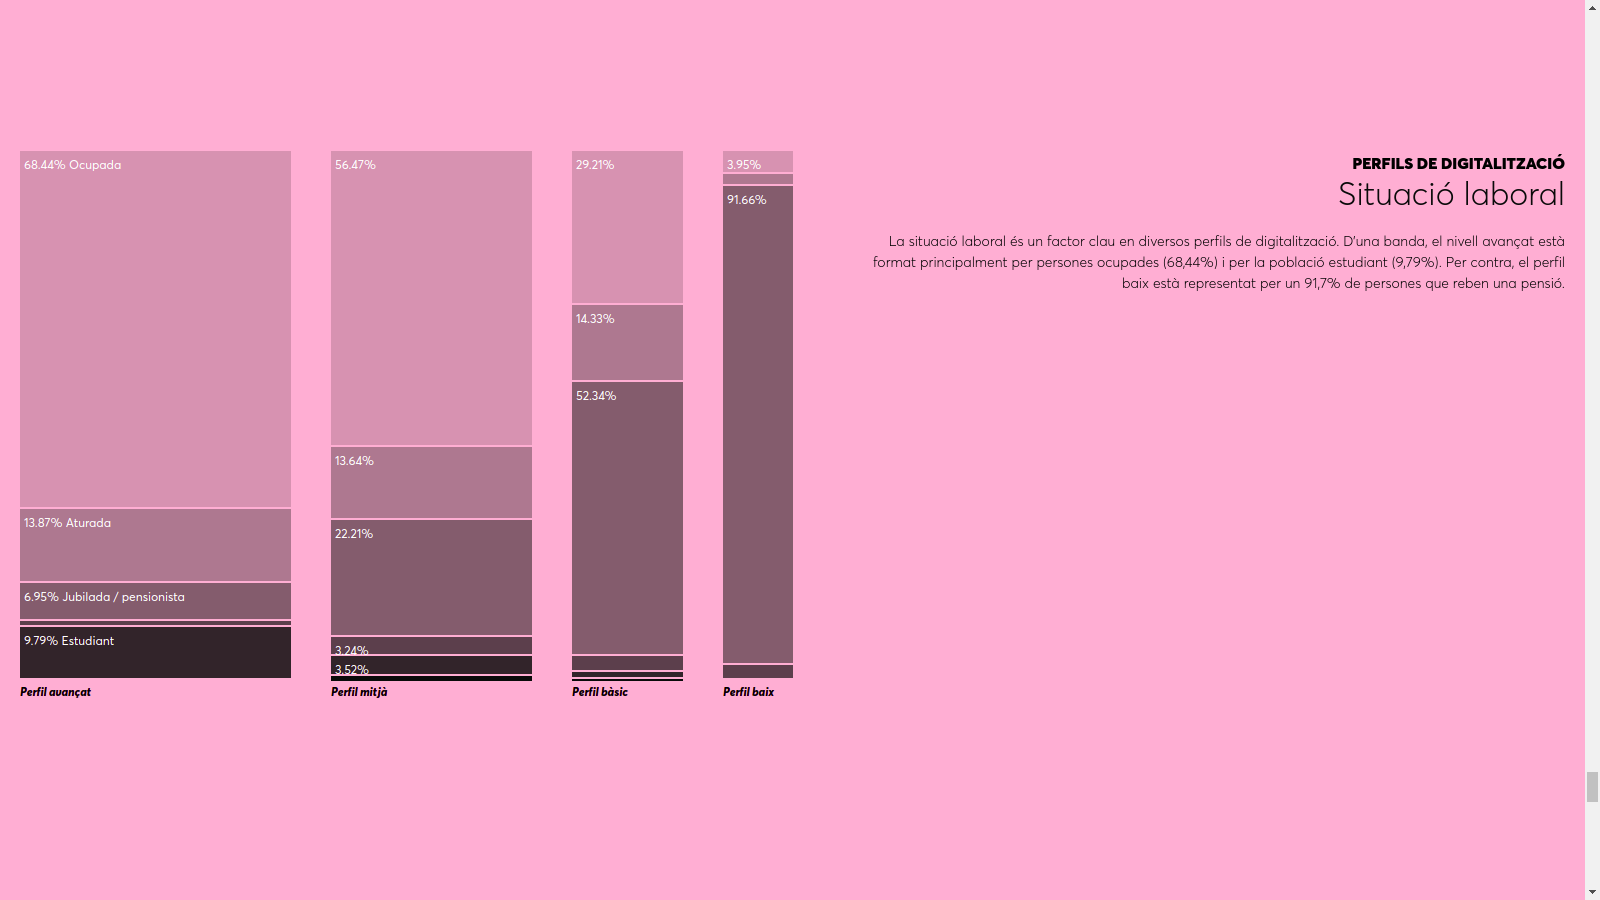 68.44% Ocupada
13.87% Aturada
6.95% Jubilada / pensionista
9.79% Estudiant
Perfil avançat
56.47%
13.64%
22.21%
3.24%
3.52%
Perfil mitjà
29.21%
14.33%
52.34%
Perfil bàsic
3.95%
91.66%
Perfil baix
PERFILS DE DIGITALITZACIÓ
Situació laboral
La situació laboral és un factor clau en diversos perfils de digitalització. D'una banda, el nivell avançat està
format principalment per persones ocupades (68,44%) i per la població estudiant (9,79%). Per contra, el perfil
baix està representat per un 91,7% de persones que reben una pensió.